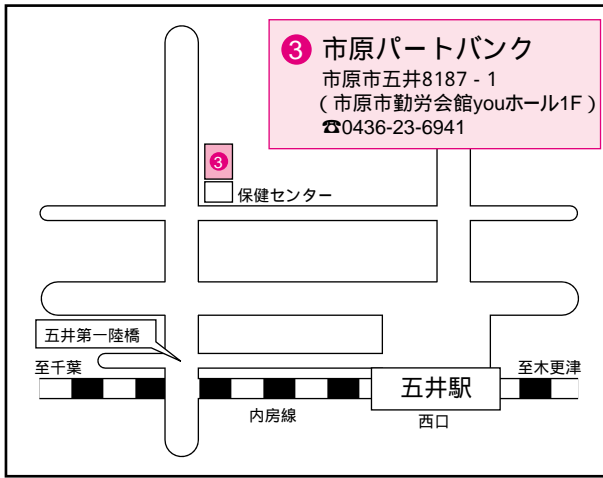 3 市原パートバンク
市原市五井8187 - 1
(市原市勤労会館youホール1F)
☎0436-23-6941
3
保健センター
五井第一陸橋
至千葉
至木更津
五井駅
内房線
西口